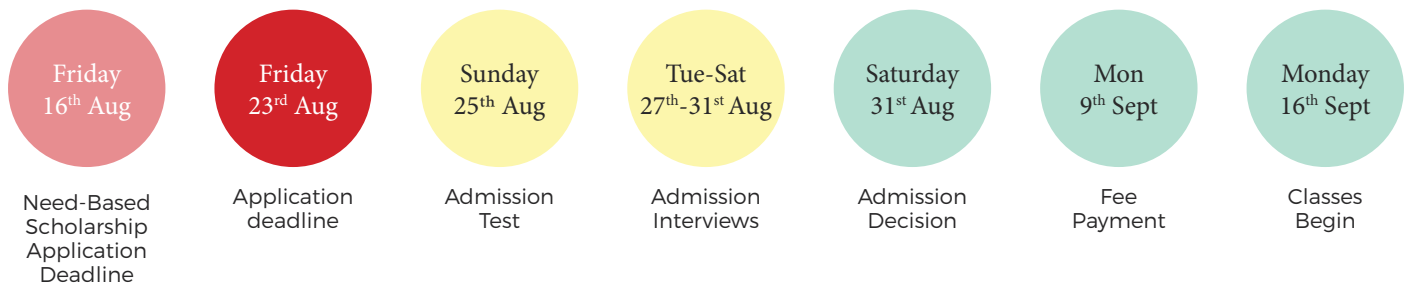 Friday
16th Aug
Need-Based
Scholarship
Application
Deadline
Friday
23rd Aug
Application
deadline
Sunday
25th Aug
Admission
Test
Tue-Sat
27th-31st Aug
Admission
Interviews
Saturday
31st Aug
Admission
Decision
Mon
9th Sept
Fee
Payment
Monday
16th Sept
Classes
Begin